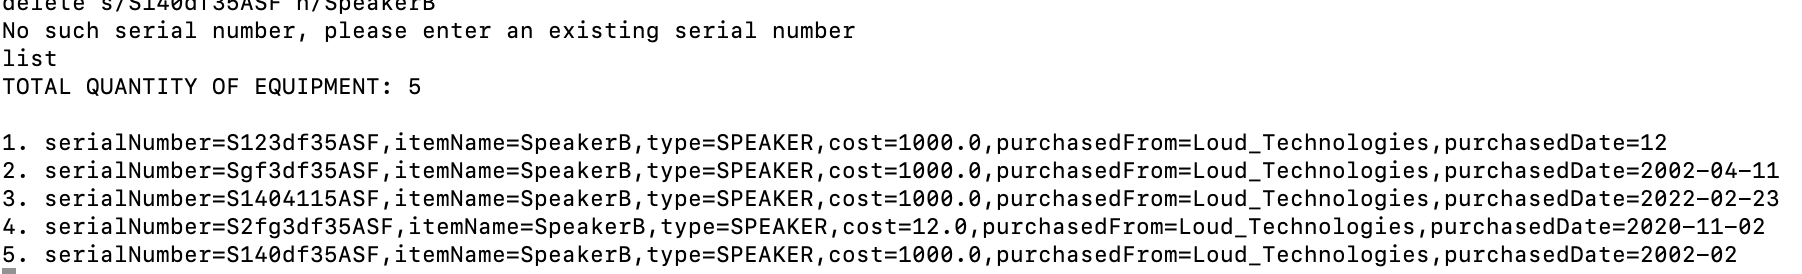 delete s/S140df35ASF n/SpeakerB
No such serial number, please enter an existing serial number
list
TOTAL QUANTITY OF EQUIPMENT: 5
1. serialNumber=S123df35ASF,itemName=SpeakerB,type=SPEAKER,cost=1000.0,purchasedFrom=Loud_Technologies,purchasedDate=12
2. serialNumber=Sgf3df35ASF,itemName=SpeakerB,type=SPEAKER,cost=1000.0,purchasedFrom=Loud_Technologies,purchasedDate=2002-04-11
3. serialNumber=S1404115ASF,itemName=SpeakerB,type=SPEAKER,cost=1000.0,purchasedFrom=Loud_Technologies,purchasedDate=2022-02-23
4. serialNumber=S2fg3df35ASF,itemName=SpeakerB,type=SPEAKER,cost=12.0,purchasedFrom=Loud_Technologies,purchasedDate=2020-11-02
5. serialNumber=S140df35ASF,itemName=SpeakerB,type=SPEAKER,cost=1000.0,purchasedFrom=Loud_Technologies,purchasedDate=2002-02